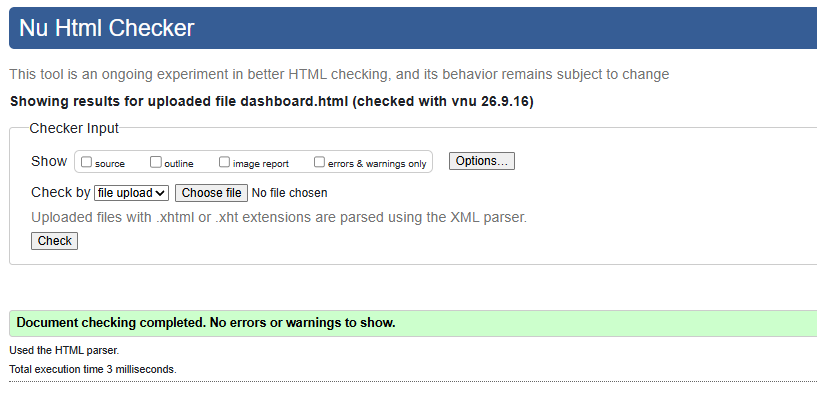 Nu Html Checker
This tool is an ongoing experiment in better HTML checking, and its behavior remains subject to change
Showing results for uploaded file dashboard.html (checked with vnu 26.9.16)
Checker Input
Show source outline image report errors & warnings only Options...
Check by file upload Choose file No file chosen
Uploaded files with .xhtml or .xht extensions are parsed using the XML parser.
Check
Document checking completed. No errors or warnings to show.
Used the HTML parser.
Total execution time 3 milliseconds.